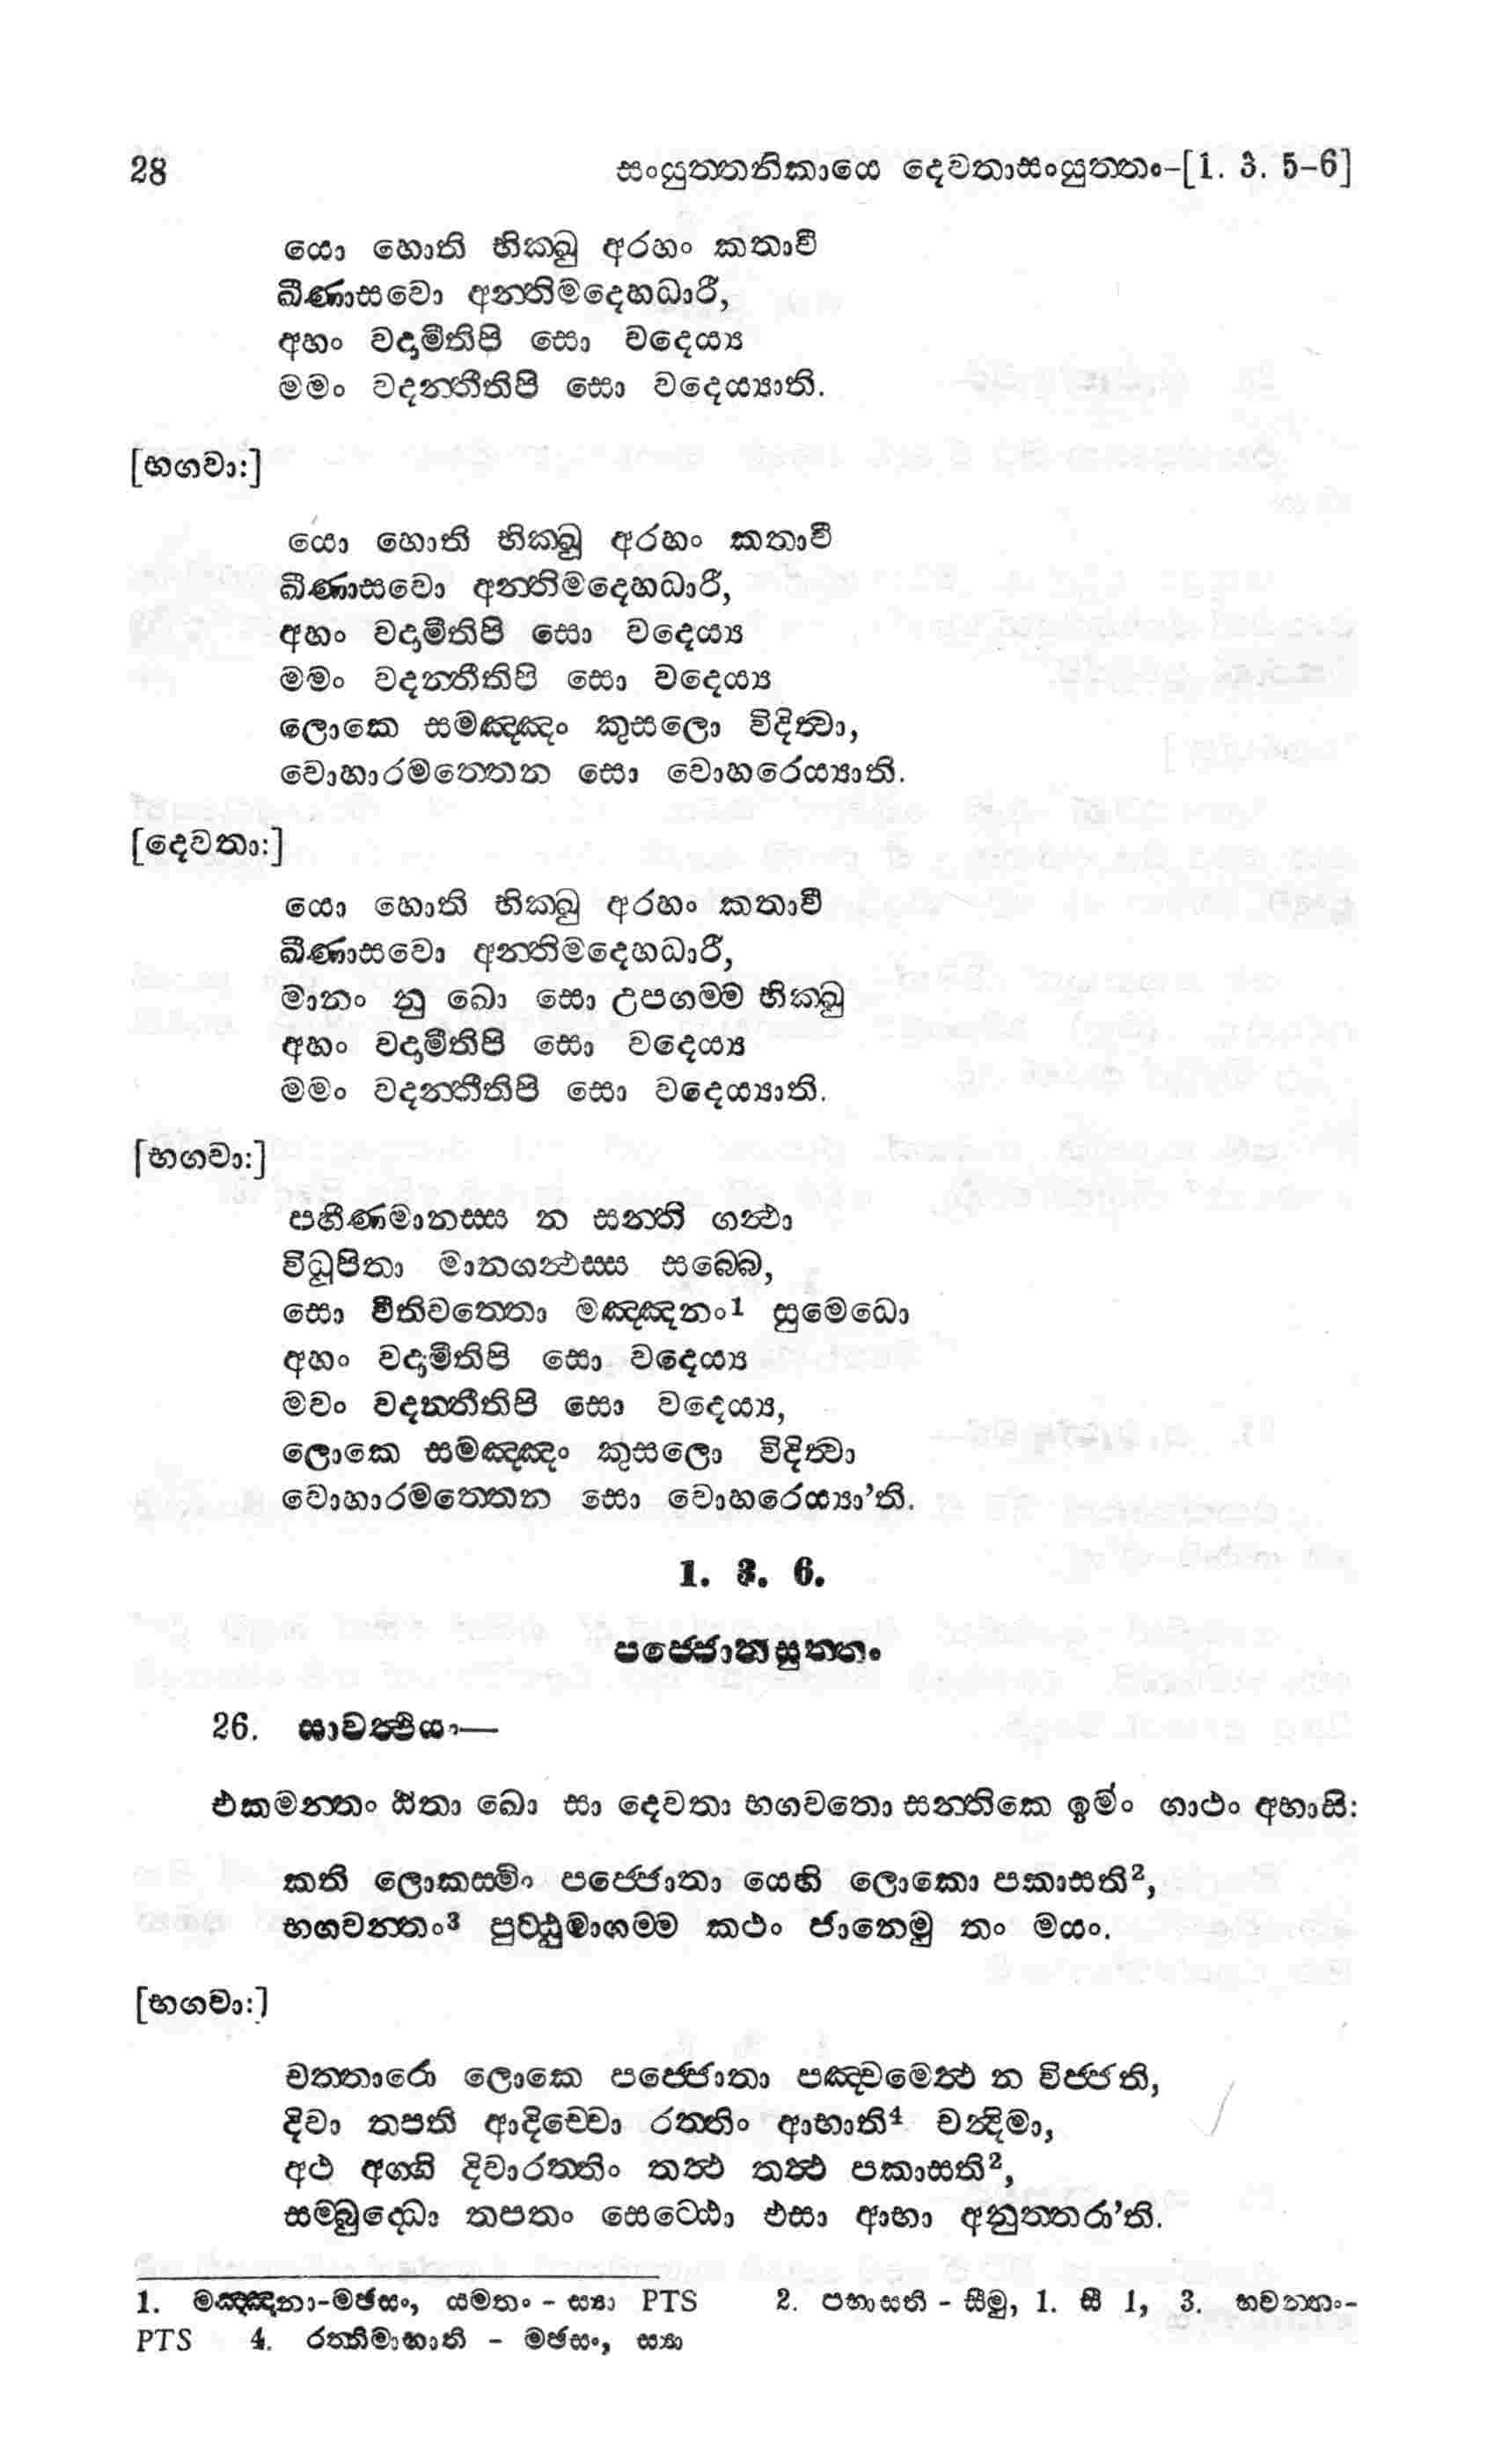 28 සංයුත්තනිකායෙ දෙවතාසංයුත්තං-[1. 3. 5-6]
යො හොති භික්ඛු අරහං කතාවී
ඛීණාසවො අන්තිමදෙහධාරී,
අහං වදාමීතිපි සො වදෙය්‍ය
මමං වදන්තීතිපි සො වදෙය්‍යාති.
[භගවා:]
යො හොති භික්ඛු අරහං කතාවී
ඛීණාසවො අන්තිමදෙහධාරී,
අහං වදාමීතිපි සො වදෙය්‍ය
මමං වදන්තීතිපි සො වදෙය්‍ය
ලොකෙ සමඤ්ඤං කුසලො විදිත්‍වා,
වොහාරමත්තෙන සො වොහරෙය්‍යාති.
[දෙවතා:]
යො හොති භික්ඛු අරහං කතාවී
ඛීණාසවො අන්තිමදෙහධාරී,
මානං නු ඛො සො උපගම්ම භික්ඛු
අහං වදාමීතිපි සො වදෙය්‍ය
මමං වදන්තීතිපි සො වදෙය්‍යාති.
[භගවා:]
පහීණමානස්ස න සන්ති ගන්‍ථා
විධූපිතා මානගන්‍ථස්ස සබ්බෙ,
සො වීතිවත්තො මඤ්ඤනං1 සුමෙධො
අහං වදාමීතිපි සො වදෙය්‍ය
මවං වදන්තීතිපි සො වදෙය්‍ය,
ලොකෙ සමඤ්ඤං කුසලො විදිත්‍වා
වොහාරමත්තෙන සො වොහරෙය්‍යා’ති.
1. 3. 6.
පජ්ජොතසුත්තං
26. සාවත්‍ථියං—
එකමන්තං ඨිතා ඛො සා දෙවතා භගවතො සන්තිකෙ ඉමං ගාථං අභාසි:
කති ලොකස්මිං පජ්ජොතා යෙහි ලොකො පකාසති2,
භගවන්තං3 පුට්ඨුමාගම්ම කථං ජානෙමු තං මයං.
[භගවා:]
චත්තාරො ලොකෙ පජ්ජොතා පඤ්චමෙත්‍ථ න විජ්ජති,
දිවා තපති ආදිච්චො රත්තිං ආභාති4 චන්‍දිමා,
අථ අග්ගි දිවාරත්තිං තත්‍ථ තත්‍ථ පකාසති2,
සම්බුද්ධො තපතං සෙට්ඨො එසා ආභා අනුත්තරා’ති.
1. මඤ්ඤනා-මඡසං, යමතං - ස්‍යා PTS 2. පභාසති - සීමු, 1. සී 1, 3. භවන්තං-
PTS 4. රත්තිමාභාති - මඡසං, ස්‍යා